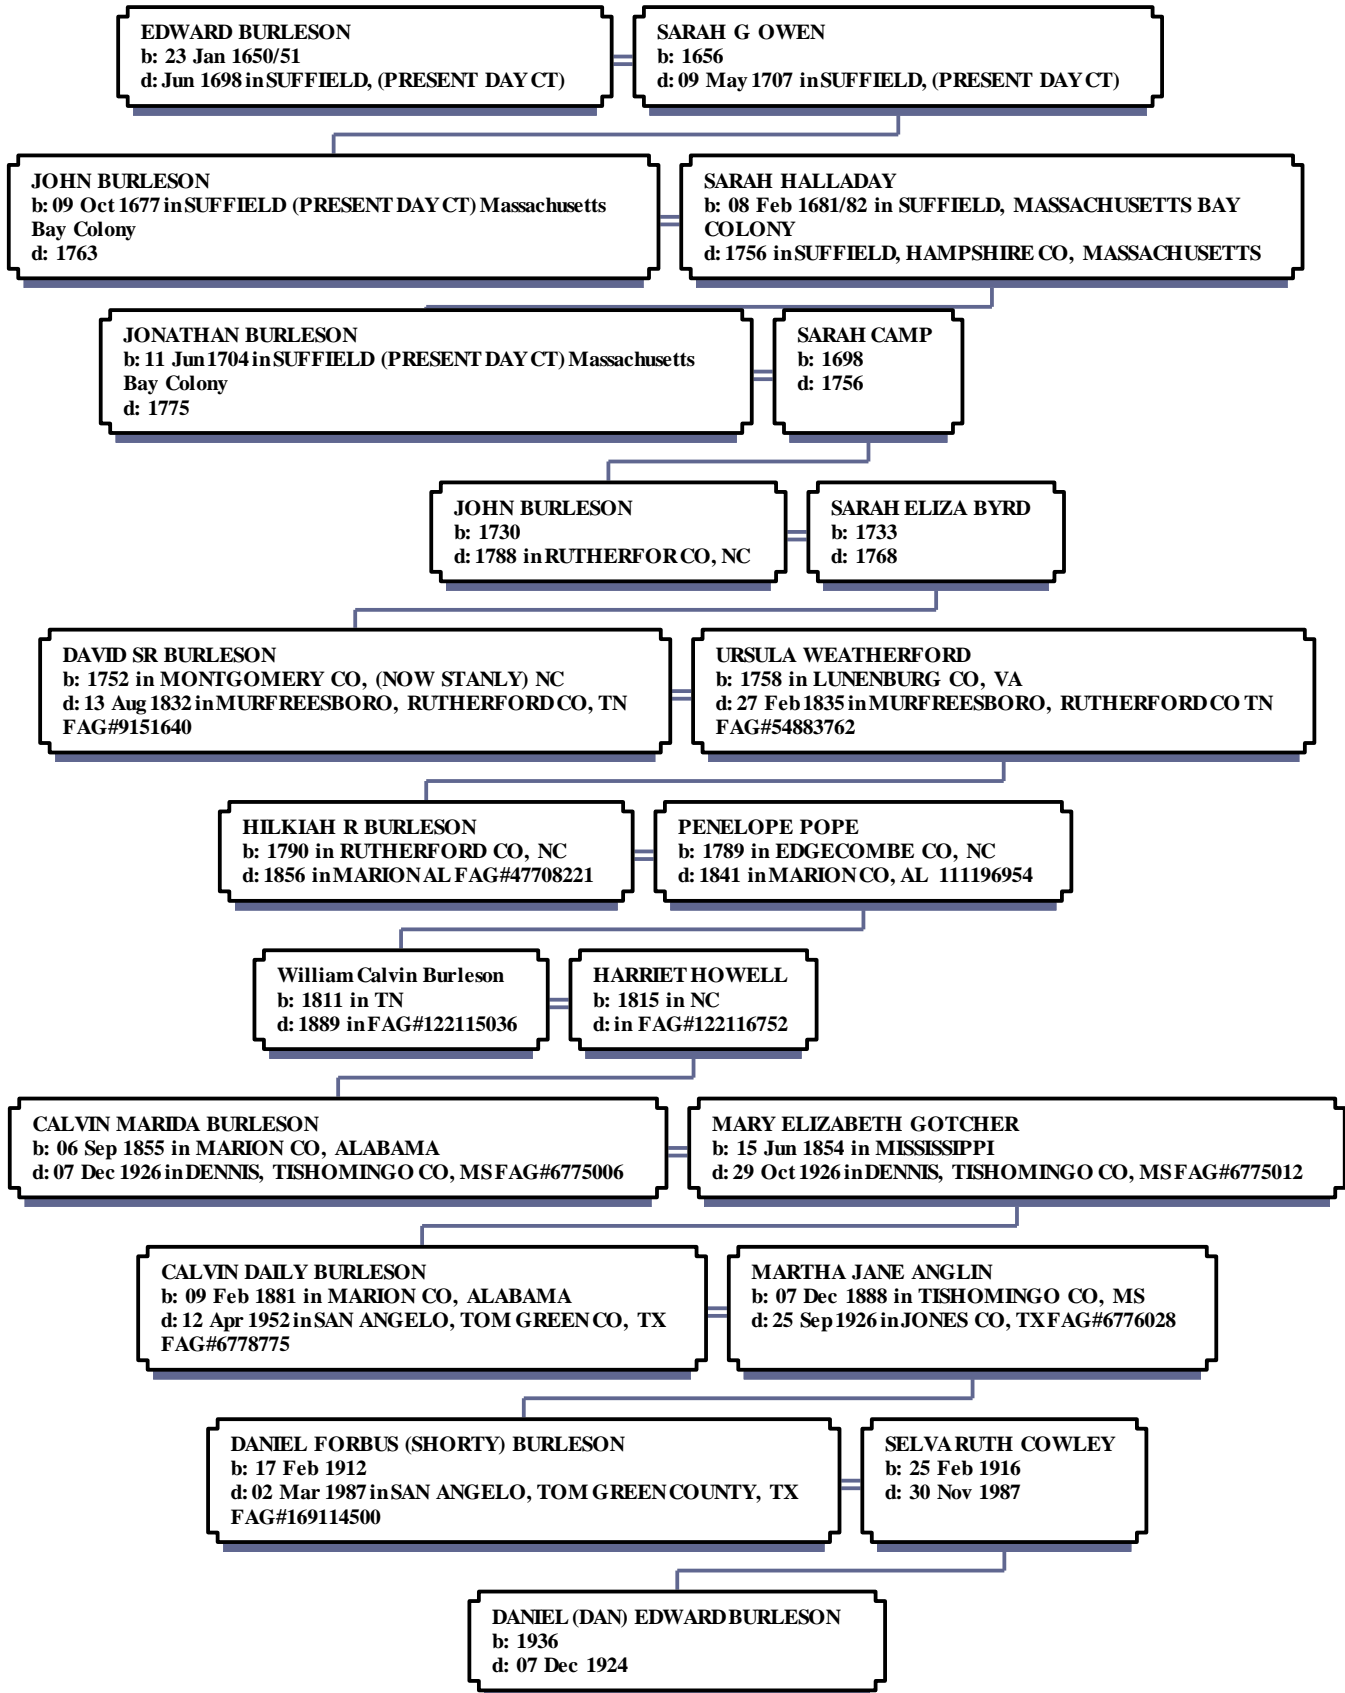 EDWARD BURLESON
b: 23 Jan 1650/51
d: Jun 1698 in SUFFIELD, (PRESENT DAY CT)
SARAH G OWEN
b: 1656
d: 09 May 1707 in SUFFIELD, (PRESENT DAY CT)
JOHN BURLESON
b: 09 Oct 1677 in SUFFIELD (PRESENT DAY CT) Massachusetts
Bay Colony
d: 1763
SARAH HALLADAY
b: 08 Feb 1681/82 in SUFFIELD, MASSACHUSETTS BAY
COLONY
d: 1756 in SUFFIELD, HAMPSHIRE CO, MASSACHUSETTS
JONATHAN BURLESON
b: 11 Jun 1704 in SUFFIELD (PRESENT DAY CT) Massachusetts
Bay Colony
d: 1775
SARAH CAMP
b: 1698
d: 1756
JOHN BURLESON
b: 1730
d: 1788 in RUTHERFOR CO, NC
SARAH ELIZA BYRD
b: 1733
d: 1768
DAVID SR BURLESON
b: 1752 in MONTGOMERY CO, (NOW STANLY) NC
d: 13 Aug 1832 in MURFREESBORO, RUTHERFORD CO, TN
FAG#9151640
URSULA WEATHERFORD
b: 1758 in LUNENBURG CO, VA
d: 27 Feb 1835 in MURFREESBORO, RUTHERFORD CO TN
FAG#54883762
HILKIAH R BURLESON
b: 1790 in RUTHERFORD CO, NC
d: 1856 in MARION AL FAG#47708221
PENELOPE POPE
b: 1789 in EDGECOMBE CO, NC
d: 1841 in MARION CO, AL 111196954
William Calvin Burleson
b: 1811 in TN
d: 1889 in FAG#122115036
HARRIET HOWELL
b: 1815 in NC
d: in FAG#122116752
CALVIN MARIDA BURLESON
b: 06 Sep 1855 in MARION CO, ALABAMA
d: 07 Dec 1926 in DENNIS, TISHOMINGO CO, MS FAG#6775006
MARY ELIZABETH GOTCHER
b: 15 Jun 1854 in MISSISSIPPI
d: 29 Oct 1926 in DENNIS, TISHOMINGO CO, MS FAG#6775012
CALVIN DAILY BURLESON
b: 09 Feb 1881 in MARION CO, ALABAMA
d: 12 Apr 1952 in SAN ANGELO, TOM GREEN CO, TX
FAG#6778775
MARTHA JANE ANGLIN
b: 07 Dec 1888 in TISHOMINGO CO, MS
d: 25 Sep 1926 in JONES CO, TX FAG#6776028
DANIEL FORBUS (SHORTY) BURLESON
b: 17 Feb 1912
d: 02 Mar 1987 in SAN ANGELO, TOM GREEN COUNTY, TX
FAG#169114500
SELVA RUTH COWLEY
b: 25 Feb 1916
d: 30 Nov 1987
DANIEL (DAN) EDWARD BURLESON
b: 1936
d: 07 Dec 1924